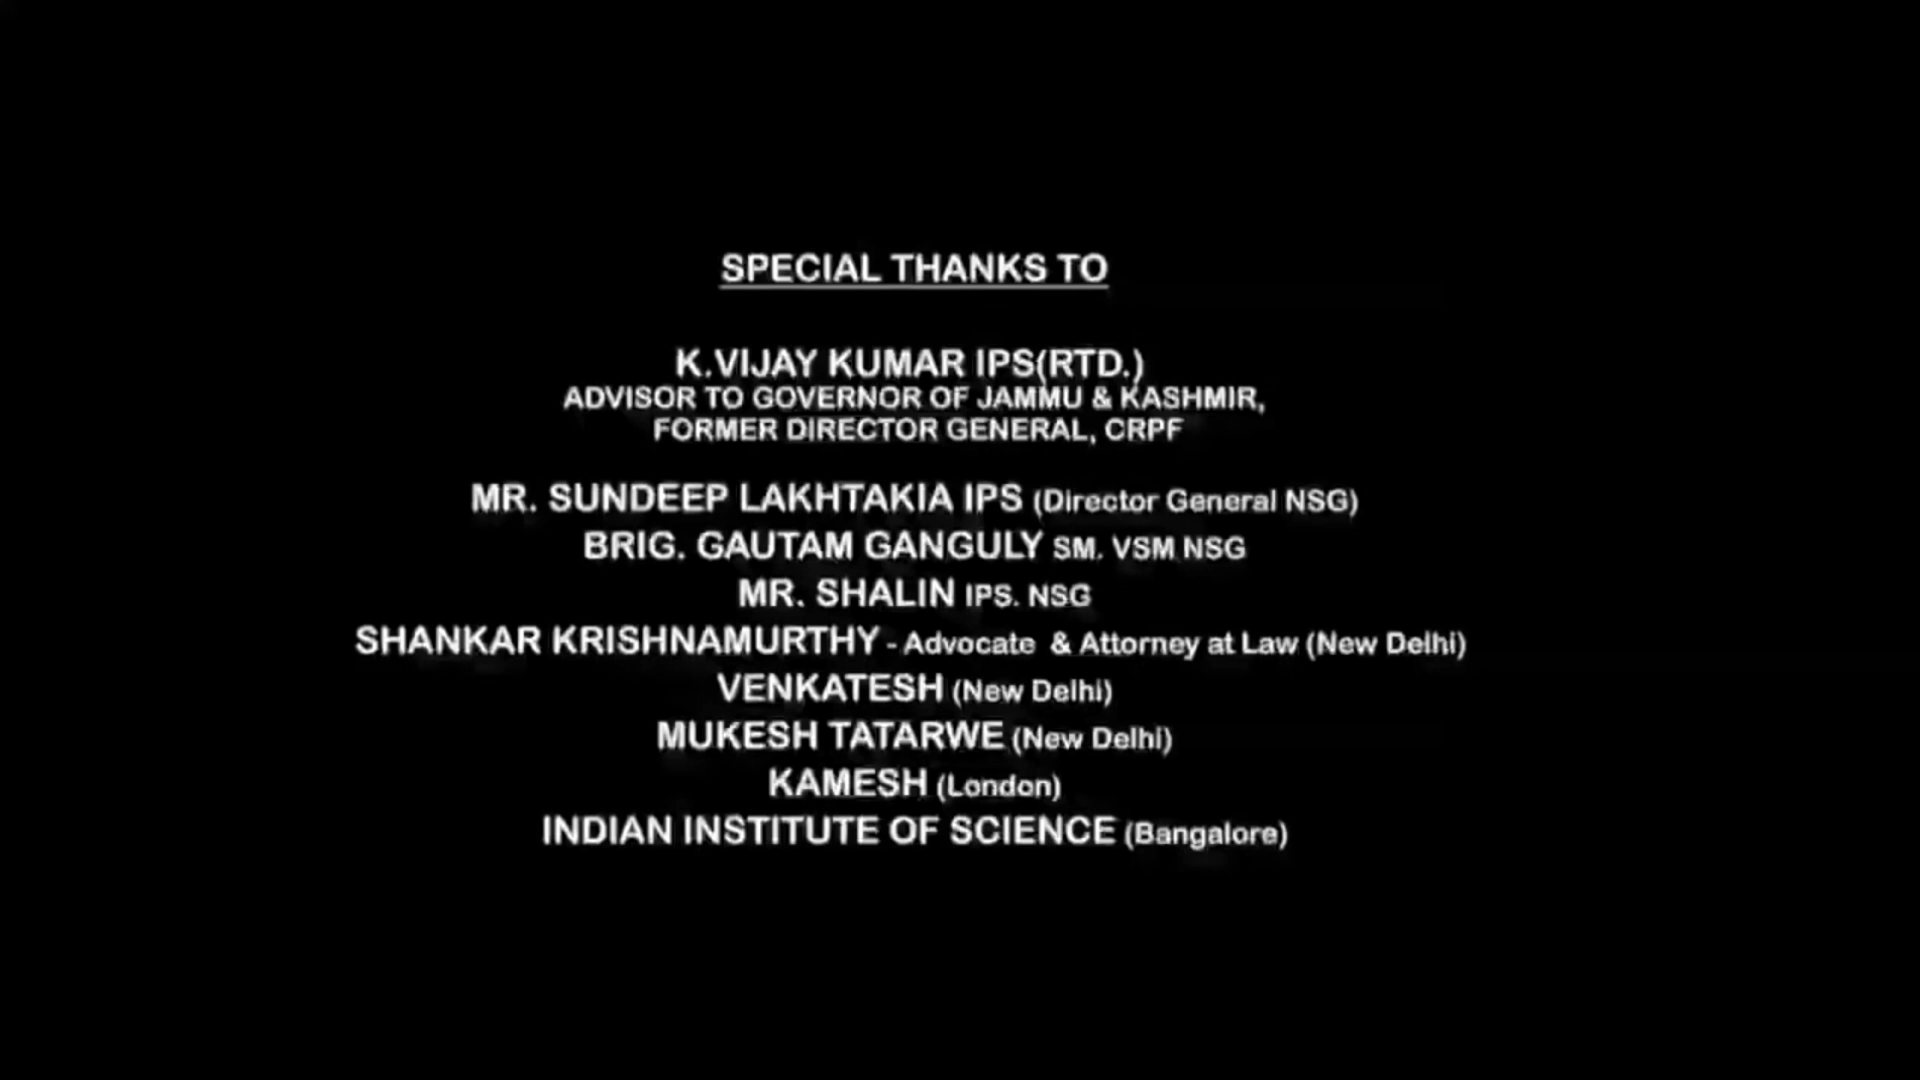 SPECIAL THANKS TO
K.VIJAY KUMAR IPS(RTD.)
ADVISOR TO GOVERNOR OF JAMMU & KASHMIR,
FORMER DIRECTOR GENERAL, CRPF
MR. SUNDEEP LAKHTAKIA IPS (Director General NSG)
BRIG. GAUTAM GANGULY SM. VSM NSG
MR. SHALIN IPS. NSG
SHANKAR KRISHNAMURTHY - Advocate & Attorney at Law (New Delhi)
VENKATESH (New Delhi)
MUKESH TATARWE (New Delhi)
KAMESH (London)
INDIAN INSTITUTE OF SCIENCE (Bangalore)